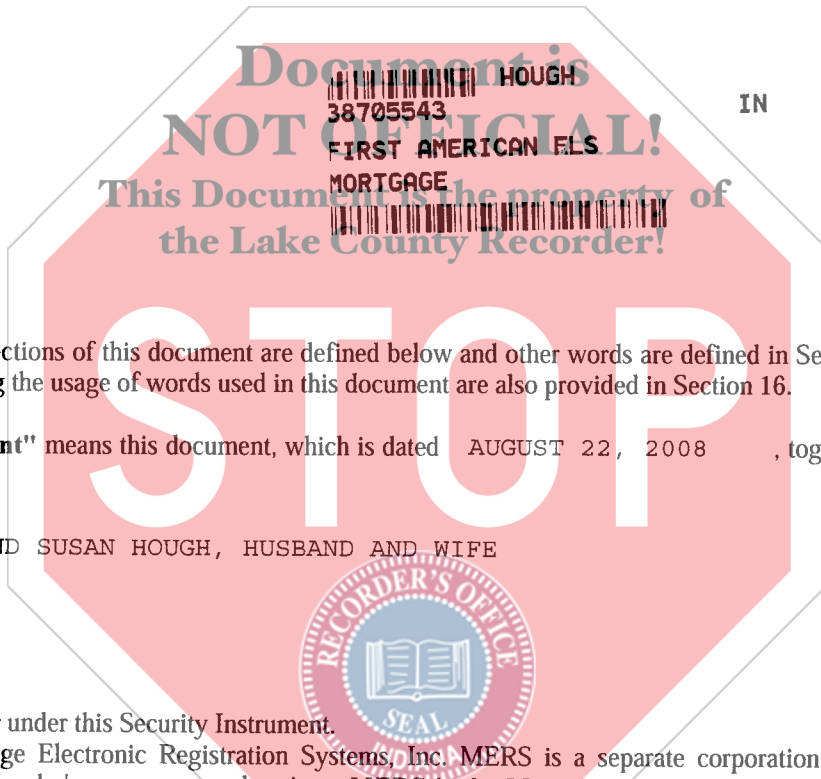 Document is
HOUGH
38705543
IN
NOT OFFICIAL!
FIRST AMERICAN ELS
MORTGAGE
This Document is the property of
the Lake County Recorder!
STOP
ctions of this document are defined below and other words are defined in Se
g the usage of words used in this document are also provided in Section 16.
nt" means this document, which is dated AUGUST 22, 2008 , tog
ND SUSAN HOUGH, HUSBAND AND WIFE
RECORDER'S OFFICE
SEAL
INDIANA
under this Security Instrument.
ge Electronic Registration Systems, Inc. MERS is a separate corporation